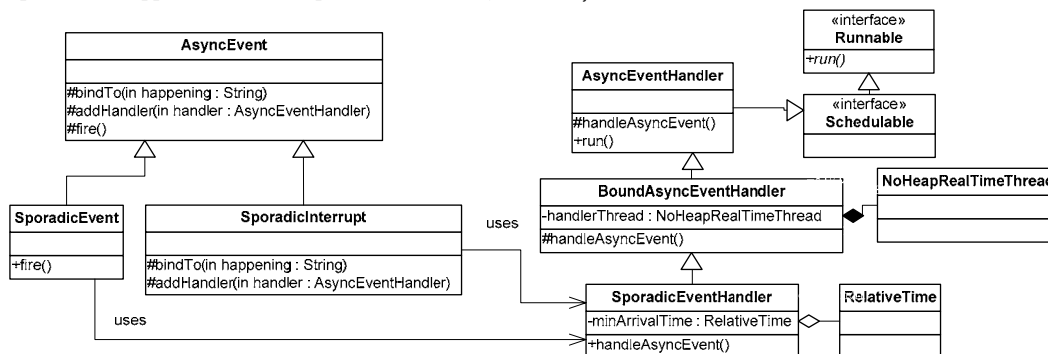 AsyncEvent
#bindTo(in happening : String)
#addHandler(in handler : AsyncEventHandler)
#fire()
«interface»
Runnable
+run()
AsyncEventHandler
#handleAsyncEvent()
+run()
«interface»
Schedulable
SporadicEvent
+fire()
SporadicInterrupt
#bindTo(in happening : String)
#addHandler(in handler : AsyncEventHandler)
uses
BoundAsyncEventHandler
-handlerThread : NoHeapRealTimeThread
#handleAsyncEvent()
NoHeapRealTimeThread
uses
SporadicEventHandler
-minArrivalTime : RelativeTime
+handleAsyncEvent()
RelativeTime